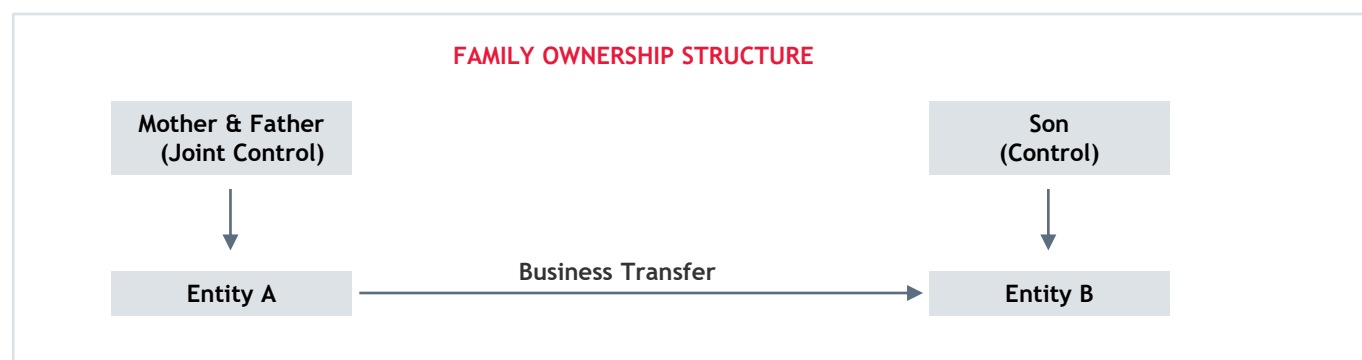 FAMILY OWNERSHIP STRUCTURE
Mother & Father
(Joint Control)
Son
(Control)
Business Transfer
Entity A
Entity B